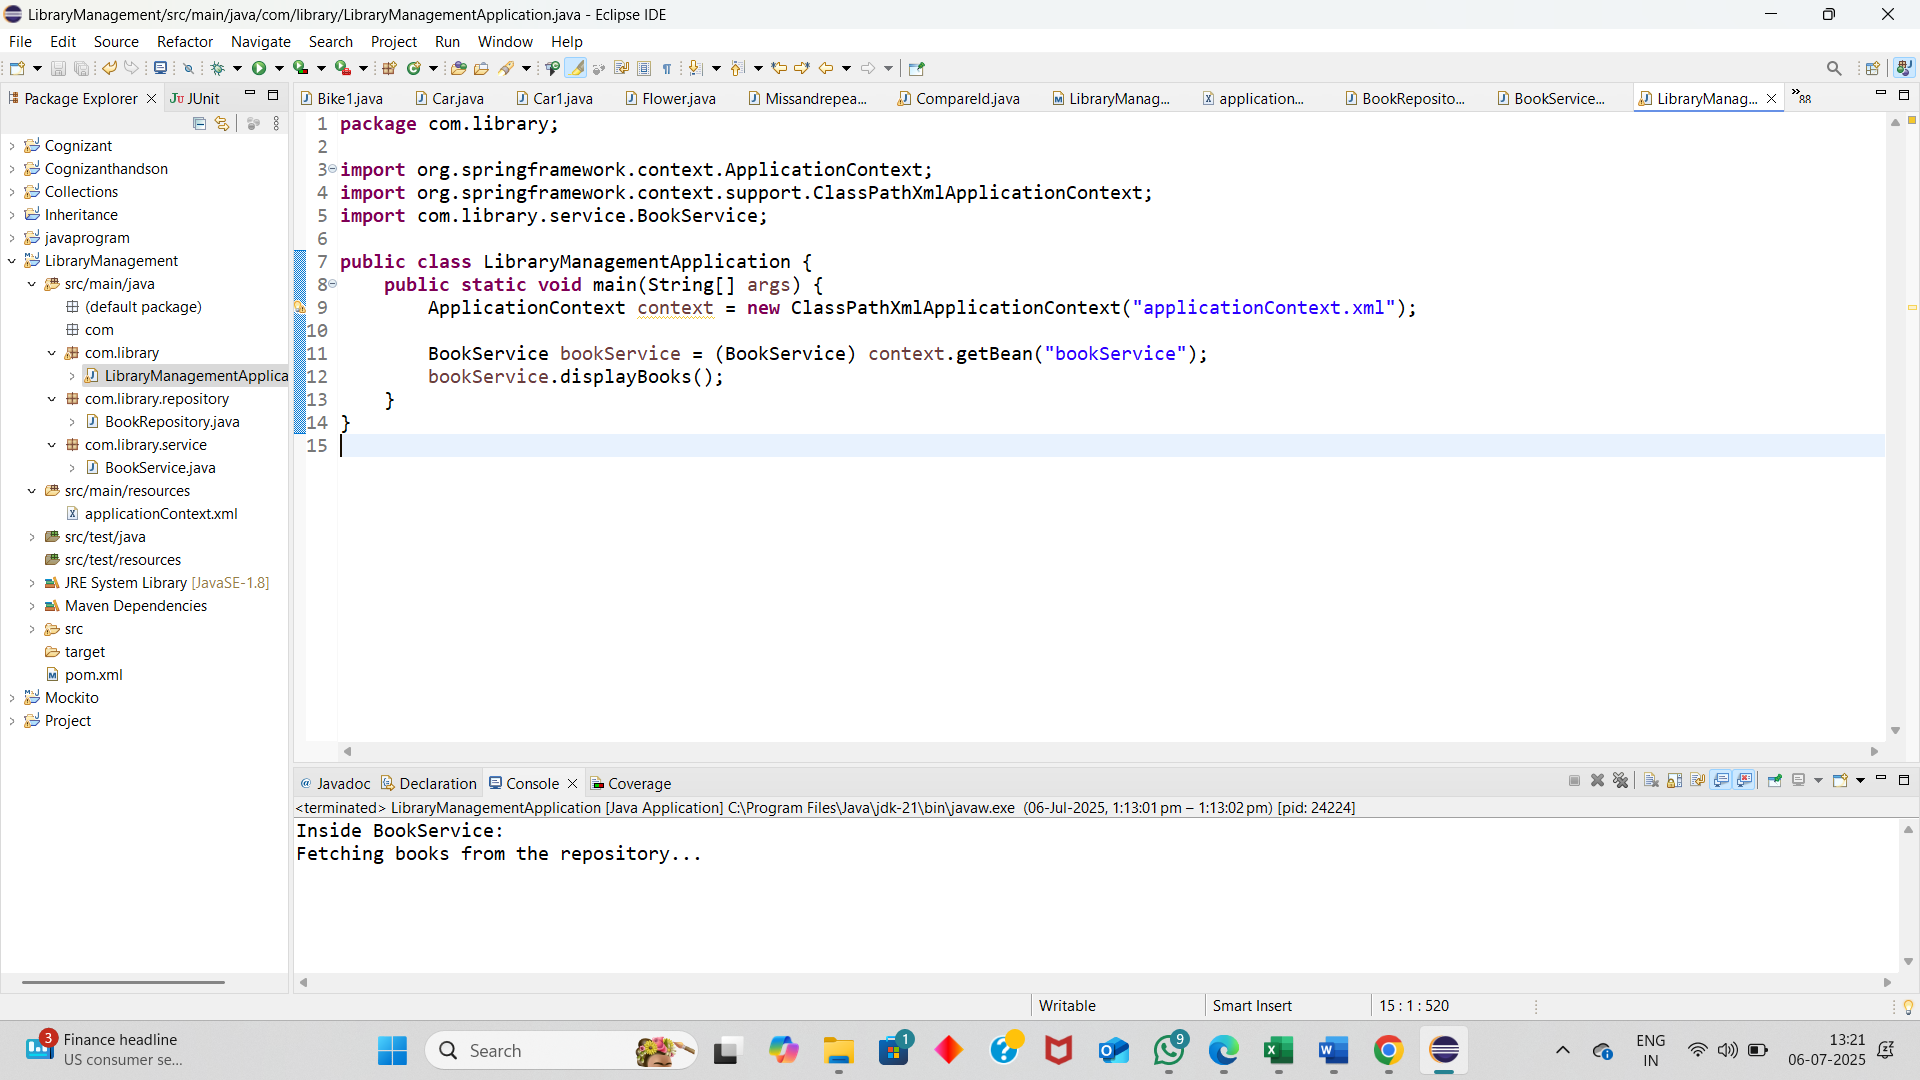 LibraryManagement/src/main/java/com/library/LibraryManagementApplication.java - Eclipse IDE
File Edit Source Refactor Navigate Search Project Run Window Help
Package Explorer JUnit
Bike1.java Car.java Car1.java Flower.java Missandrepea... CompareId.java LibraryManag... application... BookReposito... BookService... LibraryManag... 88
Cognizant
Cognizanthandson
Collections
Inheritance
javaprogram
LibraryManagement
src/main/java
(default package)
com
com.library
LibraryManagementApplica
com.library.repository
BookRepository.java
com.library.service
BookService.java
src/main/resources
applicationContext.xml
src/test/java
src/test/resources
JRE System Library [JavaSE-1.8]
Maven Dependencies
src
target
pom.xml
Mockito
Project
1 package com.library;
2
3 import org.springframework.context.ApplicationContext;
4 import org.springframework.context.support.ClassPathXmlApplicationContext;
5 import com.library.service.BookService;
6
7 public class LibraryManagementApplication {
8 public static void main(String[] args) {
9 ApplicationContext context = new ClassPathXmlApplicationContext("applicationContext.xml");
10
11 BookService bookService = (BookService) context.getBean("bookService");
12 bookService.displayBooks();
13 }
14 }
15
Javadoc Declaration Console Coverage
<terminated> LibraryManagementApplication [Java Application] C:\Program Files\Java\jdk-21\bin\javaw.exe (06-Jul-2025, 1:13:01 pm – 1:13:02 pm) [pid: 24224]
Inside BookService:
Fetching books from the repository...
Writable Smart Insert 15 : 1 : 520
3
Finance headline
US consumer se...
Search
1
9
ENG
IN
13:21
06-07-2025